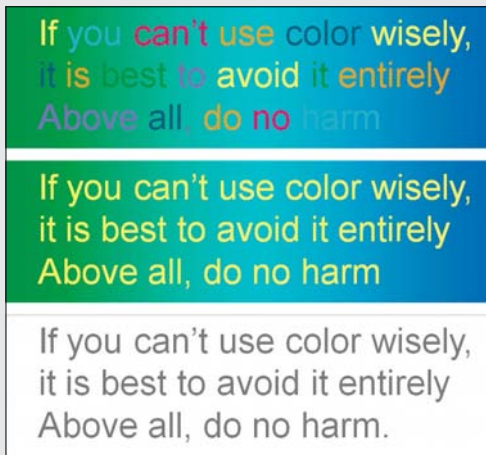 If you can't use color wisely,
it is best to avoid it entirely
Above all, do no harm
If you can't use color wisely,
it is best to avoid it entirely
Above all, do no harm
If you can't use color wisely,
it is best to avoid it entirely
Above all, do no harm.